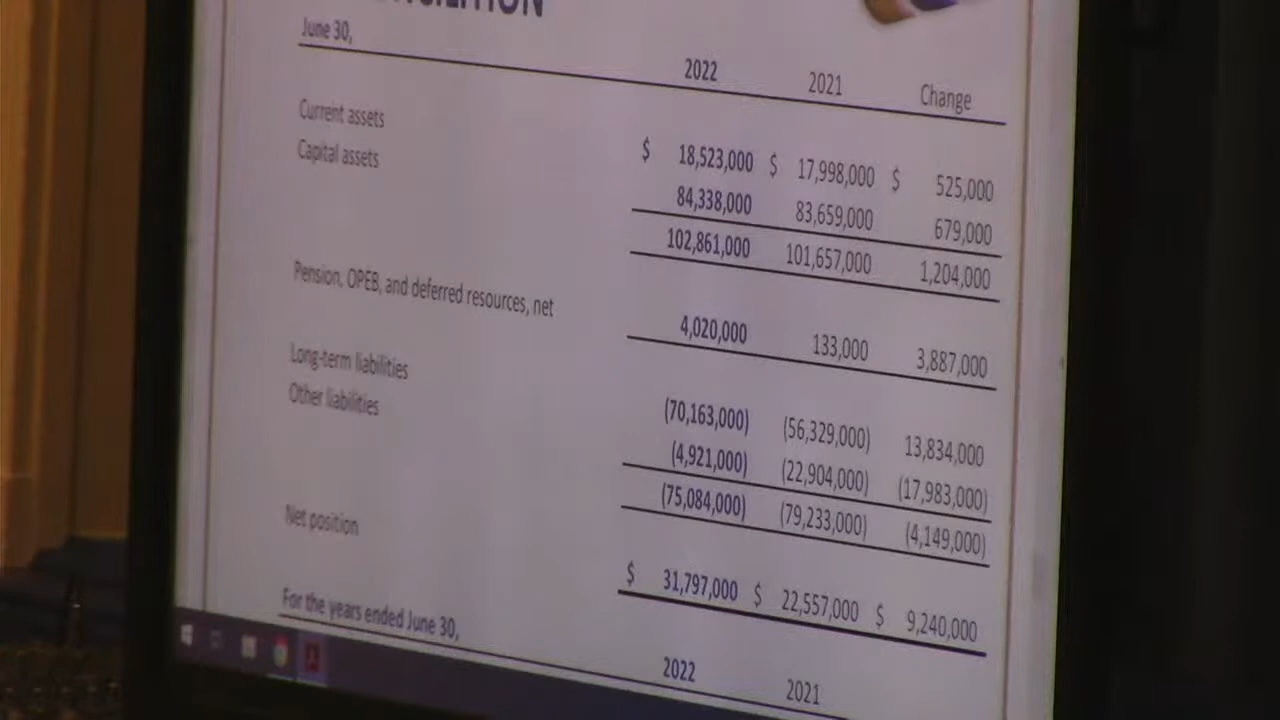 June 30,
2022 2021 Change
Current assets $ 18,523,000 $ 17,998,000 $ 525,000
Capital assets 84,338,000 83,659,000 679,000
102,861,000 101,657,000 1,204,000
Pension, OPEB, and deferred resources, net 4,020,000 133,000 3,887,000
Long-term liabilities (70,163,000) (56,329,000) 13,834,000
Other liabilities (4,921,000) (22,904,000) (17,983,000)
(75,084,000) (79,233,000) (4,149,000)
Net position $ 31,797,000 $ 22,557,000 $ 9,240,000
For the years ended June 30,
2022 2021